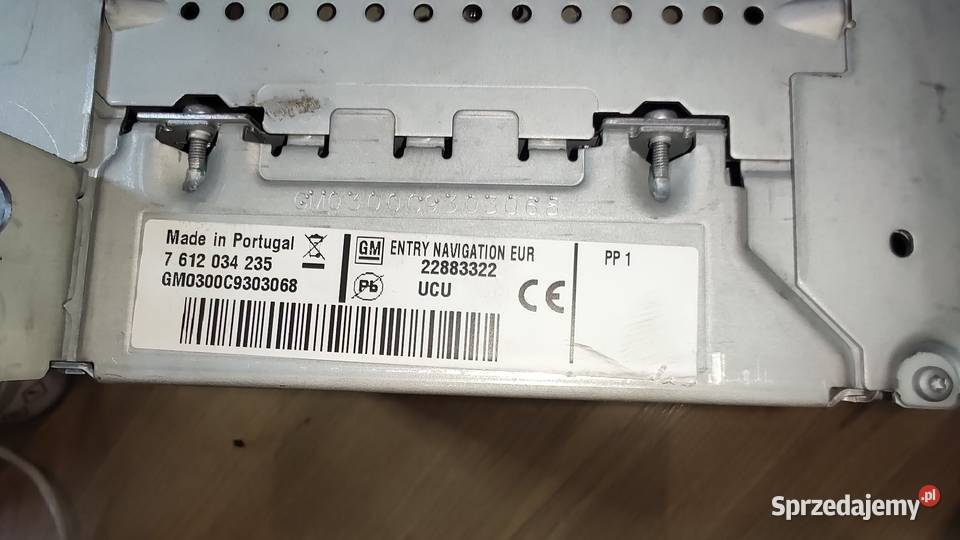 GM0300C9303068
Made in Portugal
7 612 034 235
GM0300C9303068
GM ENTRY NAVIGATION EUR
22883322
Pb UCU
CE
PP 1
Sprzedajemy.pl